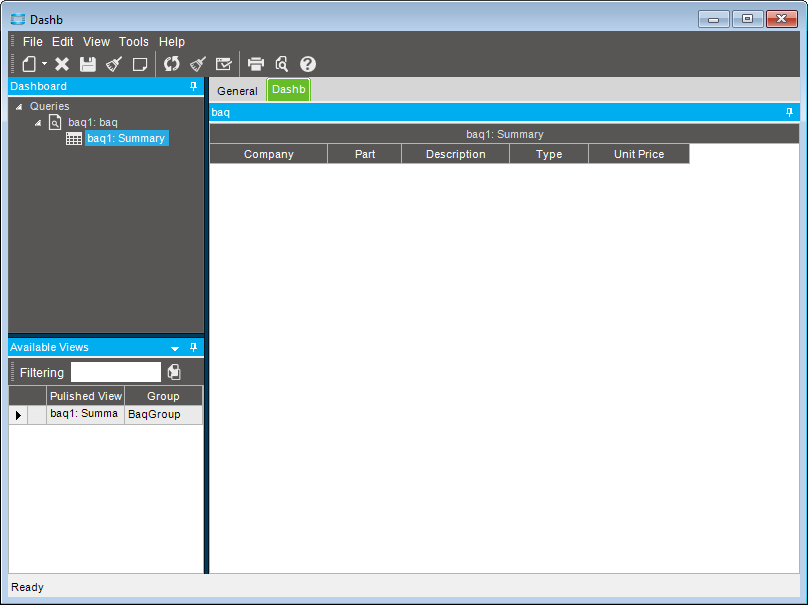 Dashb
File Edit View Tools Help
Dashboard
Queries
baq1: baq
baq1: Summary
General Dashb
baq
baq1: Summary
Company Part Description Type Unit Price
Available Views
Filtering
Pulished View Group
baq1: Summa BaqGroup
Ready